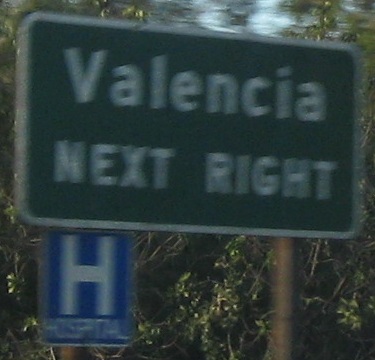 Valencia
NEXT RIGHT
H
HOSPITAL